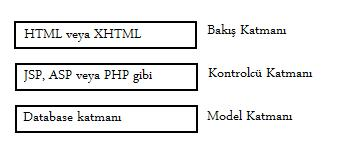 HTML veya XHTML
Bakış Katmanı
JSP, ASP veya PHP gibi
Kontrolcü Katmanı
Database katmanı
Model Katmanı